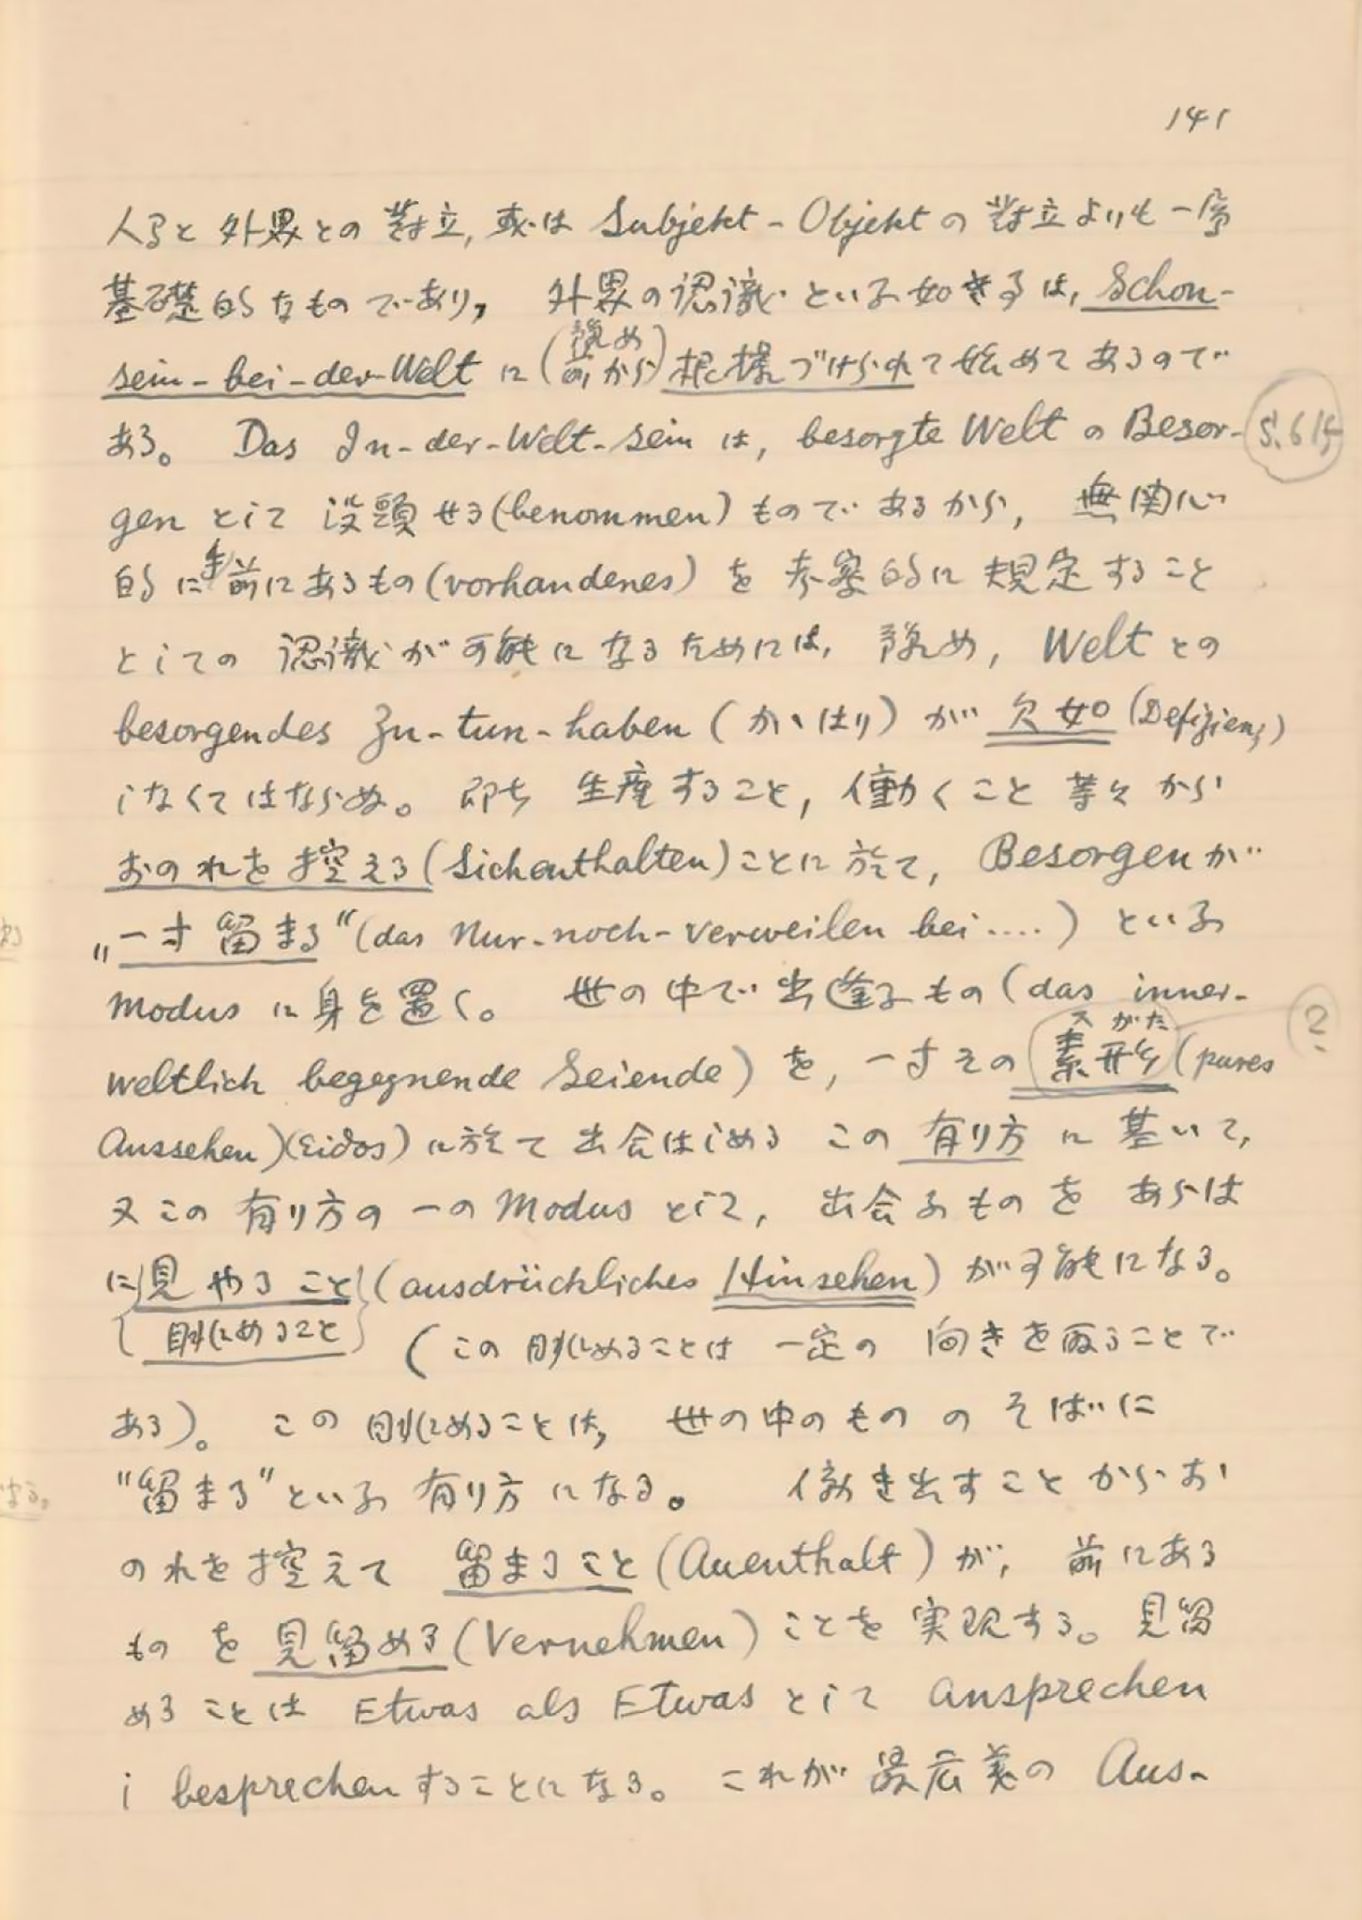 141
人間と外界との対立, 或は Subjekt-Objekt の対立よりも一層
基礎的なものであり, 外界の認識といふ如き事は, Schon-
sein-bei-der-Welt に(予め前から)根拠づけられて始めてあるので
ある。 Das In-der-Welt-sein は, besorgte Welt の Besor-
S.61f
gen として 没頭せる(benommen)ものであるから, 無関心
的に手前にあるもの(vorhandenes)を考察的に規定すること
としての 認識が可能になるためには, 予め, Welt との
besorgendes Zu-tun-haben (かゝはり) が 欠如 (Defizienz)
しなくてはならぬ。 即ち 生産すること, 働くこと 等々から
おのれを控える(Sichenthalten)ことに於て, Besorgen が
„一寸 留まる“(das Nur-noch-verweilen bei....) といふ
Modus に身を置く。 世の中で出逢ふもの(das inner-
weltlich begegnende Seiende) を, 一寸その 素形 (pures
スがた
?
Aussehen)(Eidos)に於て出会はしめる この 有り方 に基いて,
又この有り方の一の Modus として, 出会ふものを あらは
に{見やること (ausdrückliches Hinsehen) が可能になる。
{眺めること} (この眺めることは 一定の 向きを取ることで
ある)。 この眺めることは, 世の中のもの のそばに
"留まる"といふ有り方になる。 働き出すことからお
のれを控えて 留まること (Auenthalt) が, 前にある
ものを 見留める(Vernehmen) ことを実現する。見留
めることは Etwas als Etwas として ansprechen
し besprechen することになる。これが 最広義の Aus-